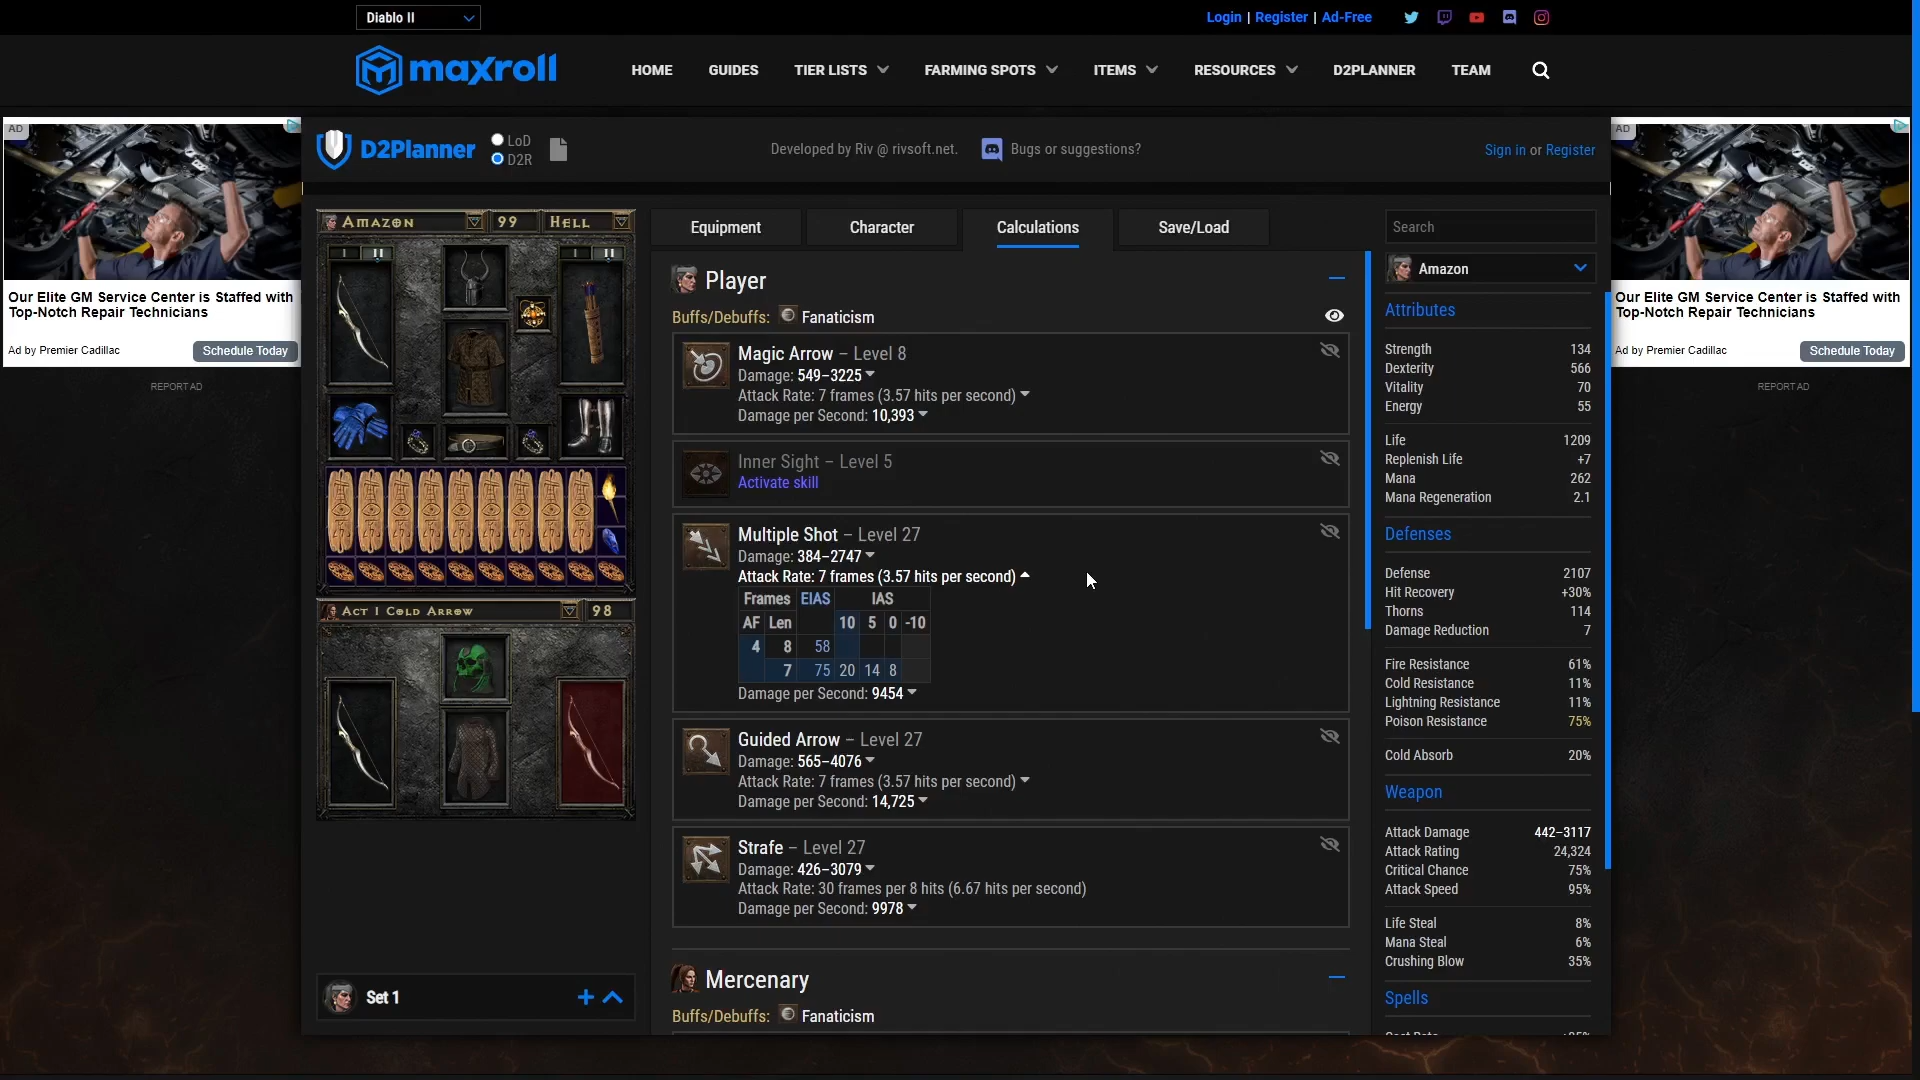 Diablo II
Login | Register | Ad-Free
maxroll
HOME GUIDES TIER LISTS FARMING SPOTS ITEMS RESOURCES D2PLANNER TEAM
AD
Our Elite GM Service Center is Staffed with Top-Notch Repair Technicians
Ad by Premier Cadillac
Schedule Today
REPORT AD
D2Planner
LoD
D2R
Developed by Riv @ rivsoft.net.
Bugs or suggestions?
Sign in or Register
AMAZON 99 HELL
I II
I II
ACT I COLD ARROW 98
Set 1
Equipment Character Calculations Save/Load
Player
Buffs/Debuffs: Fanaticism
Magic Arrow – Level 8
Damage: 549–3225
Attack Rate: 7 frames (3.57 hits per second)
Damage per Second: 10,393
Inner Sight – Level 5
Activate skill
Multiple Shot – Level 27
Damage: 384–2747
Attack Rate: 7 frames (3.57 hits per second)
Frames EIAS IAS
AF Len 10 5 0 -10
4 8 58
7 75 20 14 8
Damage per Second: 9454
Guided Arrow – Level 27
Damage: 565–4076
Attack Rate: 7 frames (3.57 hits per second)
Damage per Second: 14,725
Strafe – Level 27
Damage: 426–3079
Attack Rate: 30 frames per 8 hits (6.67 hits per second)
Damage per Second: 9978
Mercenary
Buffs/Debuffs: Fanaticism
Search
Amazon
Attributes
Strength 134
Dexterity 566
Vitality 70
Energy 55
Life 1209
Replenish Life +7
Mana 262
Mana Regeneration 2.1
Defenses
Defense 2107
Hit Recovery +30%
Thorns 114
Damage Reduction 7
Fire Resistance 61%
Cold Resistance 11%
Lightning Resistance 11%
Poison Resistance 75%
Cold Absorb 20%
Weapon
Attack Damage 442–3117
Attack Rating 24,324
Critical Chance 75%
Attack Speed 95%
Life Steal 8%
Mana Steal 6%
Crushing Blow 35%
Spells
AD
Our Elite GM Service Center is Staffed with Top-Notch Repair Technicians
Ad by Premier Cadillac
Schedule Today
REPORT AD